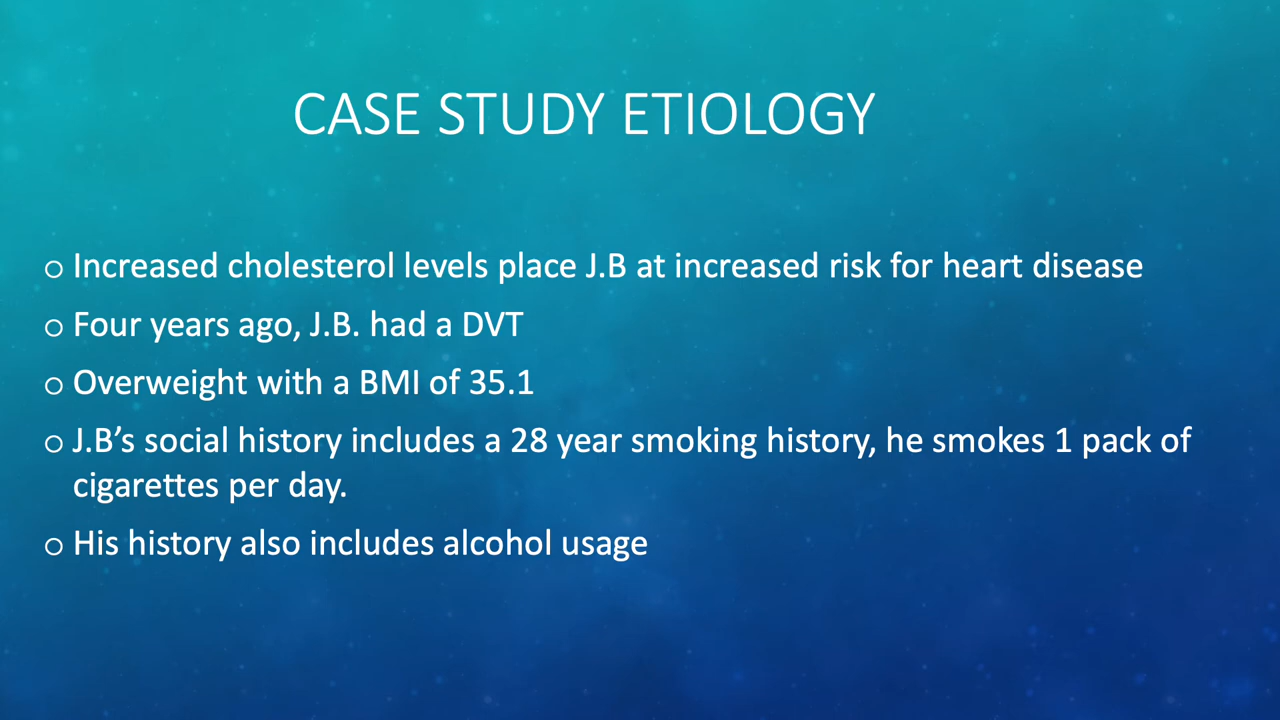 CASE STUDY ETIOLOGY
o Increased cholesterol levels place J.B at increased risk for heart disease
o Four years ago, J.B. had a DVT
o Overweight with a BMI of 35.1
o J.B’s social history includes a 28 year smoking history, he smokes 1 pack of
cigarettes per day.
o His history also includes alcohol usage